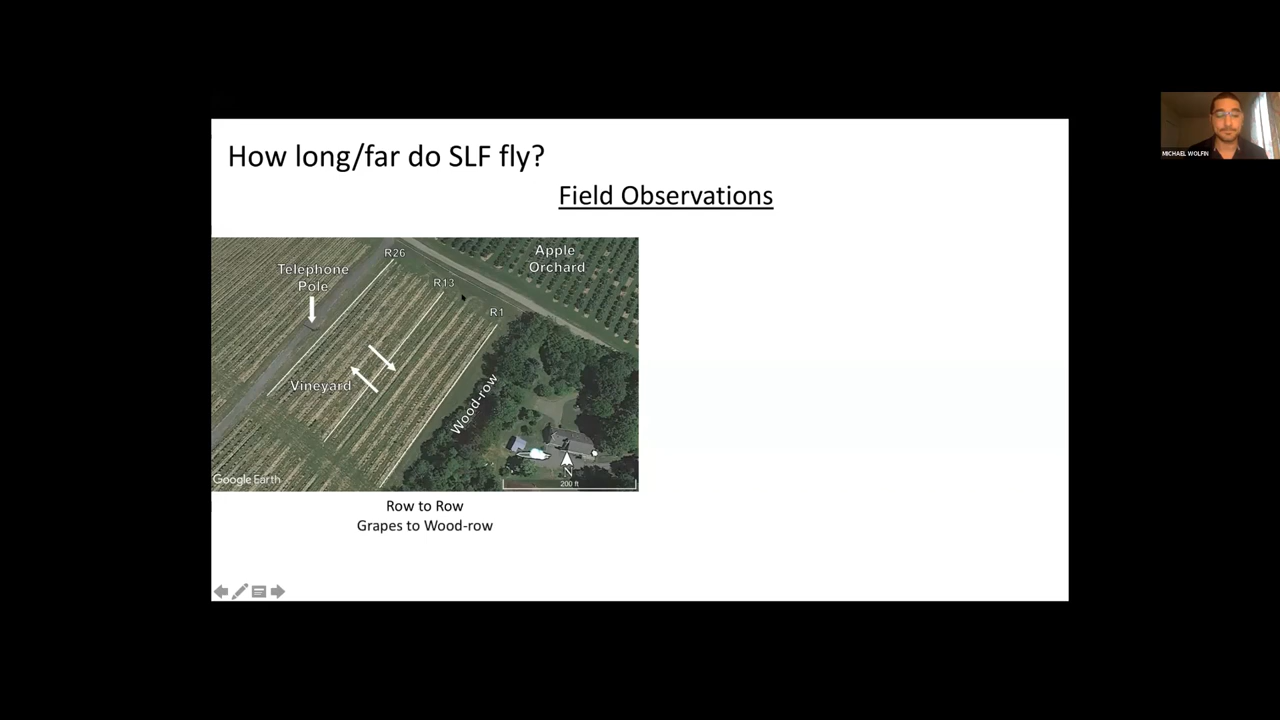 How long/far do SLF fly?
Field Observations
R26
Apple
Orchard
Telephone
Pole
R13
R1
Vineyard
Wood-row
Google Earth
N
200 ft
Row to Row
Grapes to Wood-row
MICHAEL WOLFIN